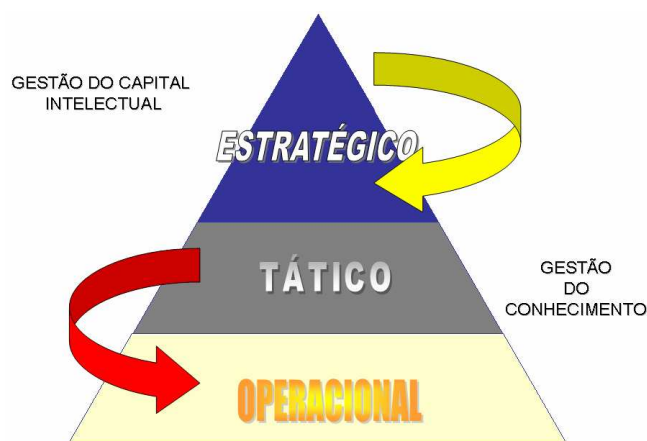 GESTÃO DO CAPITAL
INTELECTUAL
ESTRATÉGICO
TÁTICO
GESTÃO
DO
CONHECIMENTO
OPERACIONAL